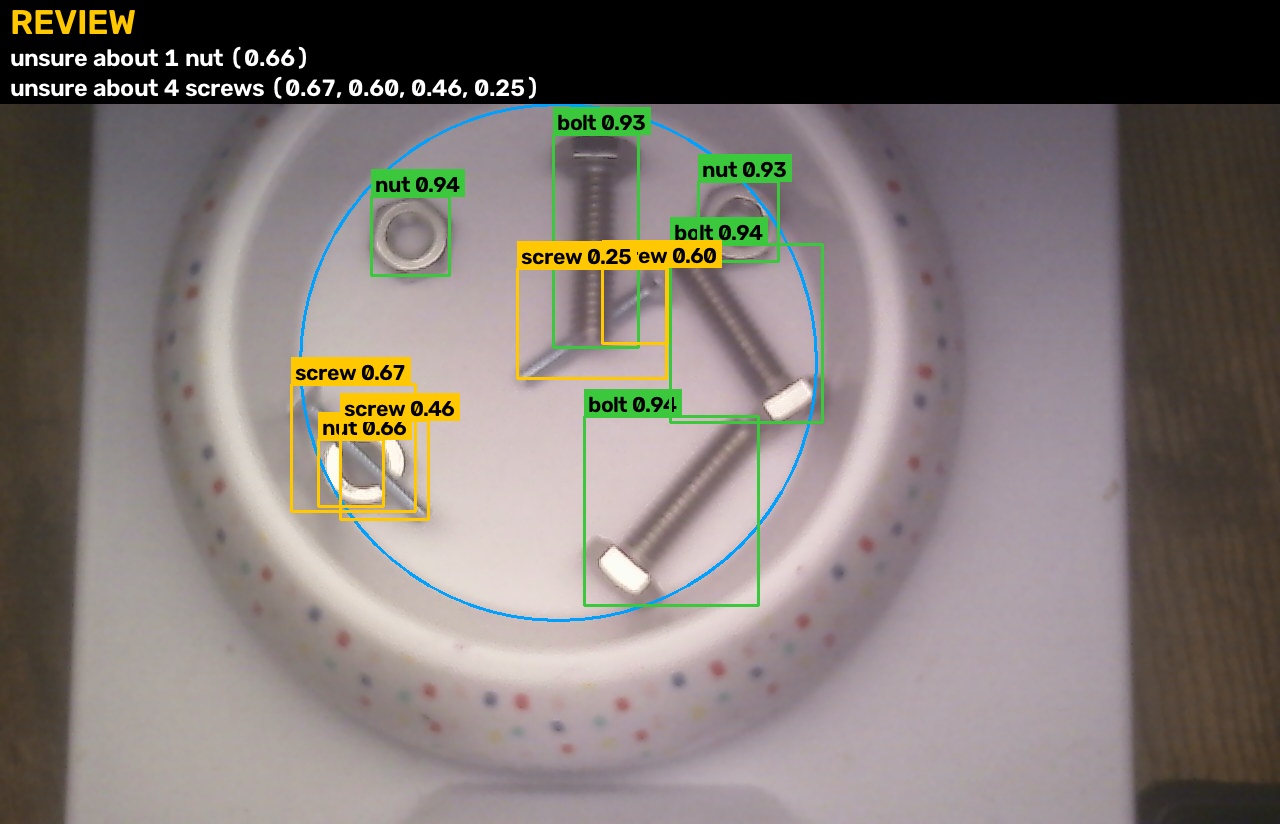 REVIEW
unsure about 1 nut (0.66)
unsure about 4 screws (0.67, 0.60, 0.46, 0.25)
bolt 0.93
nut 0.93
nut 0.94
bolt 0.94
screw 0.25
ew 0.60
screw 0.67
bolt 0.94
screw 0.46
nut 0.66